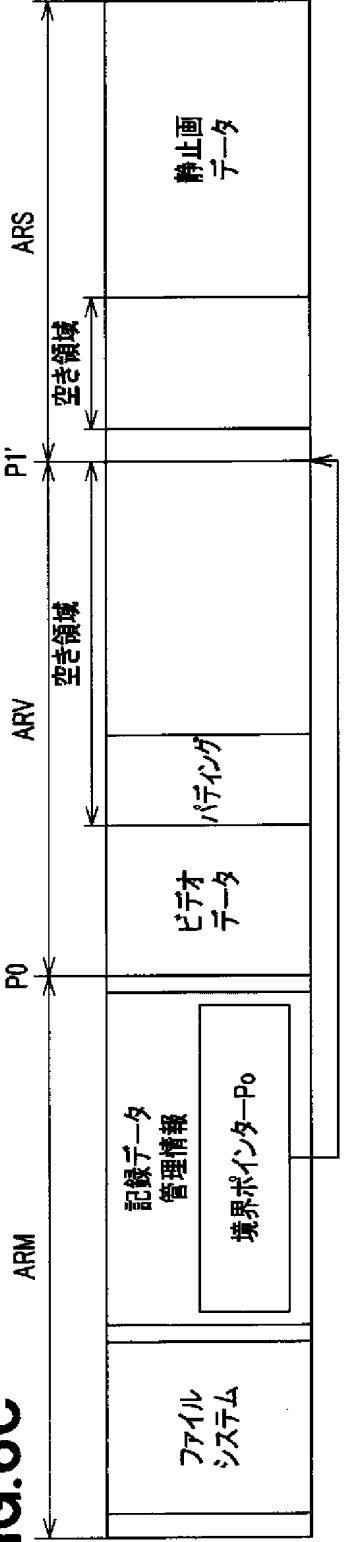 ARM
P0
ARV
P1'
ARS
空き領域
空き領域
ファイル
システム
記録データ
管理情報
境界ポインターPo
ビデオ
データ
パディング
静止画
データ